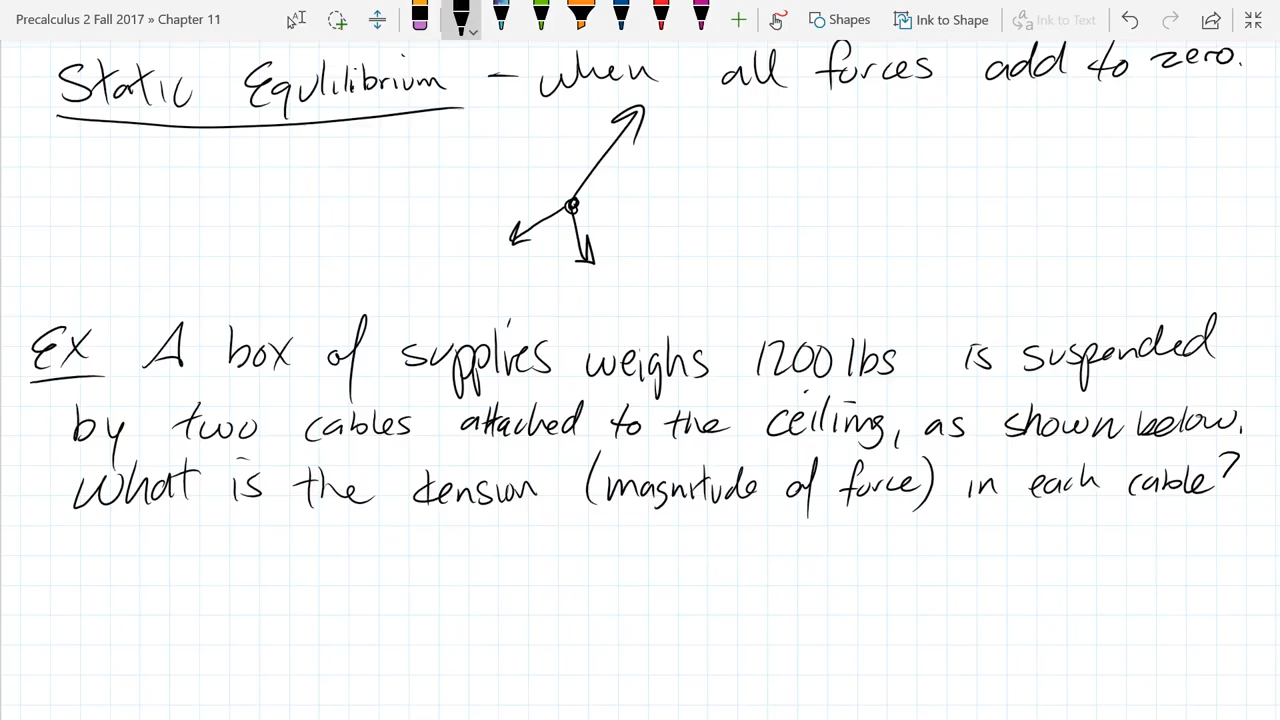 Precalculus 2 Fall 2017 » Chapter 11
Shapes Ink to Shape Ink to Text
Static Equlilibrium – when all forces add to zero.
Ex A box of supplies weighs 1200 lbs is suspended
by two cables attached to the ceiling, as shown below.
What is the tension (magnitude of force) in each cable?